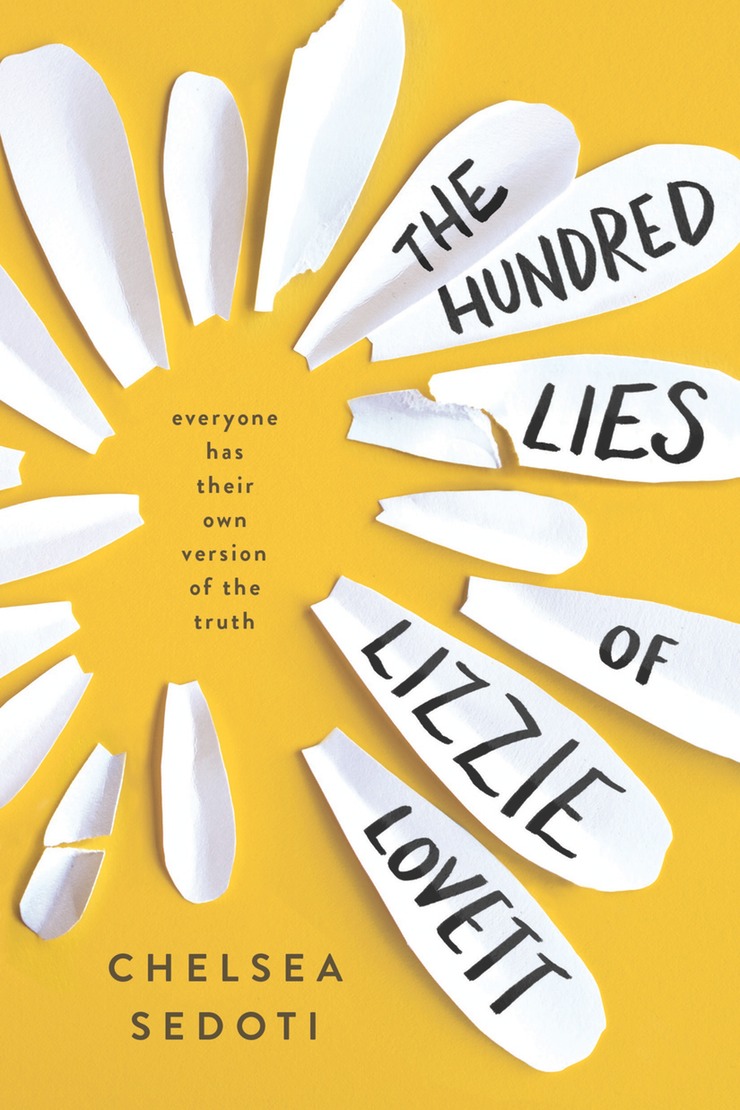 THE
HUNDRED
LIES
OF
LIZZIE
LOVETT
everyone
has
their
own
version
of the
truth
CHELSEA
SEDOTI